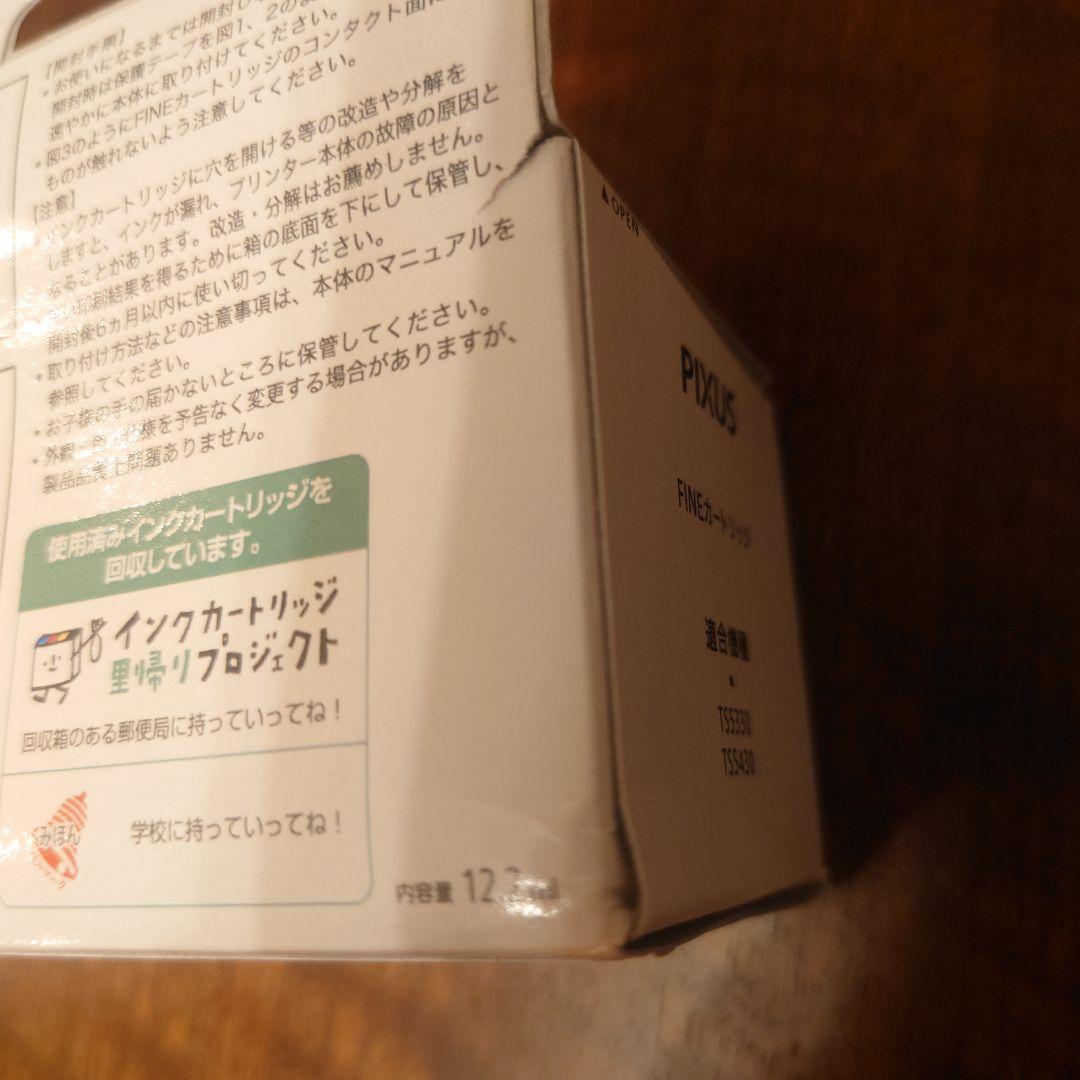 【開封手順】
・お使いになるまでは開封し
開封時は保護テープを図1、2のよ
速やかに本体に取り付けてください。
・図3のようにFINEカートリッジのコンタクト面に
ものが触れないよう注意してください。
【注意】
・インクカートリッジに穴を開ける等の改造や分解を
しますと、インクが漏れ、プリンター本体の故障の原因と
なることがあります。改造・分解はお薦めしません。
印刷結果を得るために箱の底面を下にして保管し、
開封後6ヵ月以内に使い切ってください。
・取り付け方法などの注意事項は、本体のマニュアルを
参照してください。
・お子様の手の届かないところに保管してください。
・外観・色・仕様を予告なく変更する場合がありますが、
製品品質上問題ありません。
使用済みインクカートリッジを
回収しています。
インクカートリッジ
里帰りプロジェクト
回収箱のある郵便局に持っていってね！
みほん
学校に持っていってね！
内容量 12.
▲OPEN
PIXUS
FINEカートリッジ
適合機種
•
TS5330
TS5430